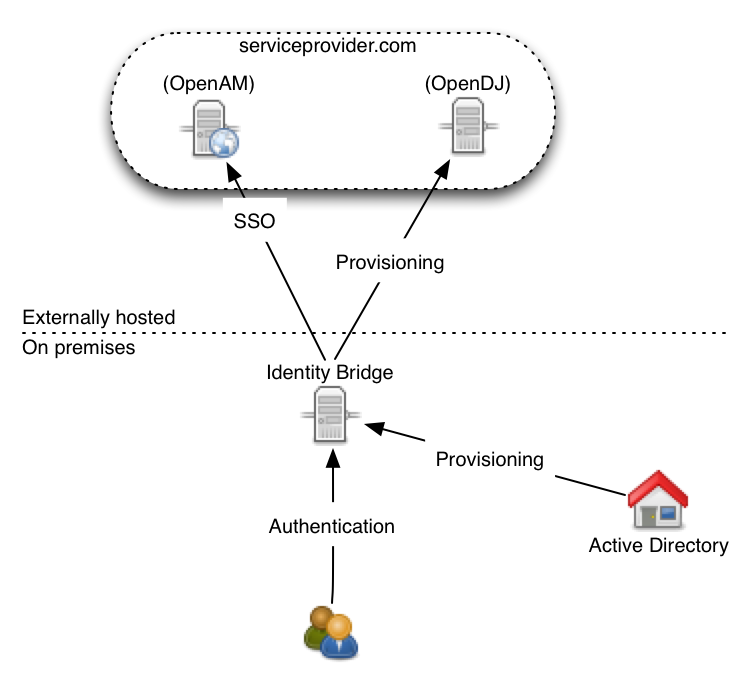 serviceprovider.com
(OpenAM)
(OpenDJ)
SSO
Provisioning
Externally hosted
On premises
Identity Bridge
Provisioning
Authentication
Active Directory